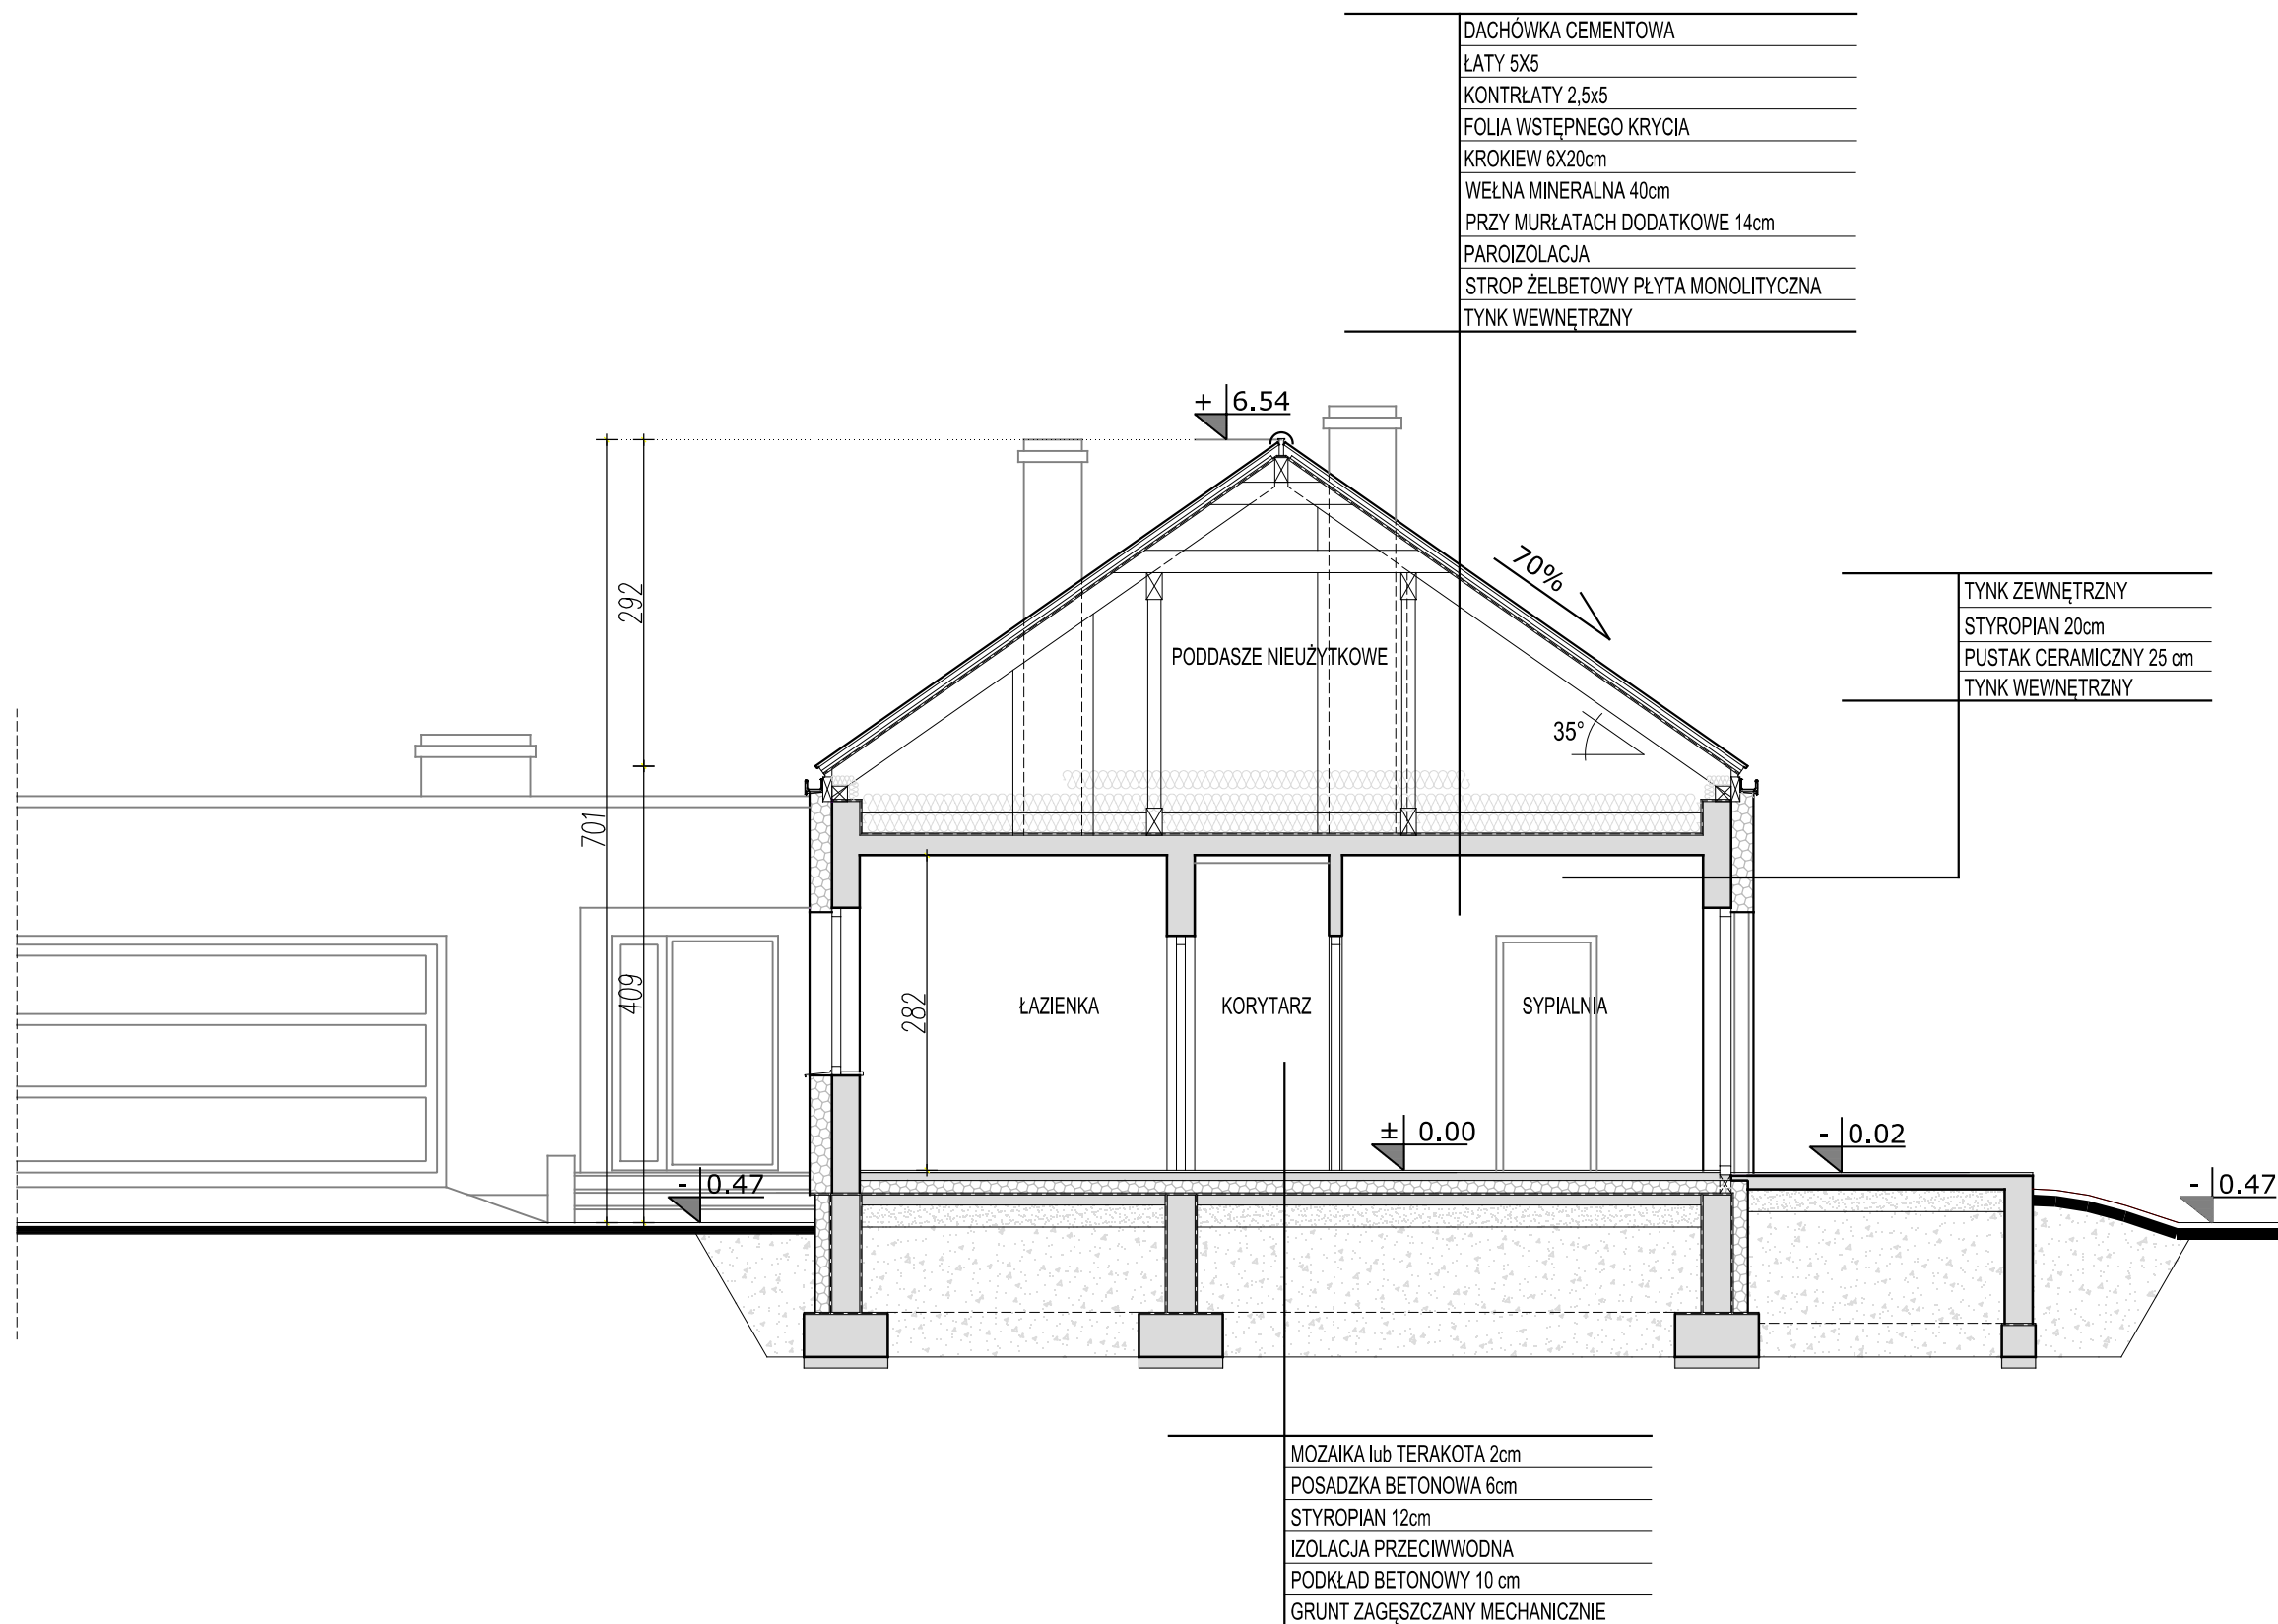 DACHÓWKA CEMENTOWA
ŁATY 5X5
KONTRŁATY 2,5x5
FOLIA WSTĘPNEGO KRYCIA
KROKIEW 6X20cm
WEŁNA MINERALNA 40cm
PRZY MURŁATACH DODATKOWE 14cm
PAROIZOLACJA
STROP ŻELBETOWY PŁYTA MONOLITYCZNA
TYNK WEWNĘTRZNY
+ 6.54
70%
292
TYNK ZEWNĘTRZNY
STYROPIAN 20cm
PUSTAK CERAMICZNY 25 cm
TYNK WEWNĘTRZNY
PODDASZE NIEUŻYTKOWE
35°
701
409
282
ŁAZIENKA
KORYTARZ
SYPIALNIA
± 0.00
- 0.02
- 0.47
- 0.47
MOZAIKA lub TERAKOTA 2cm
POSADZKA BETONOWA 6cm
STYROPIAN 12cm
IZOLACJA PRZECIWWODNA
PODKŁAD BETONOWY 10 cm
GRUNT ZAGĘSZCZANY MECHANICZNIE